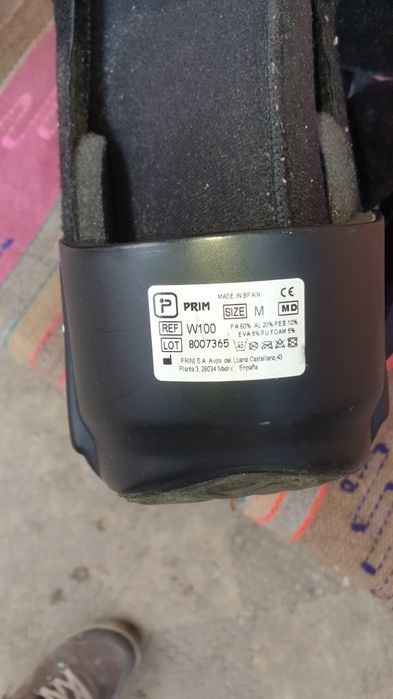 MADE IN SPAIN CE
PRIM SIZE M MD
REF W100 PA 60% AL 20% PES 10%
EVA 5% PU FOAM 5%
LOT 8007365 40
PRIM, S.A. Avda. del LLano Castellano, 43
Planta 3, 28034 Madrid España